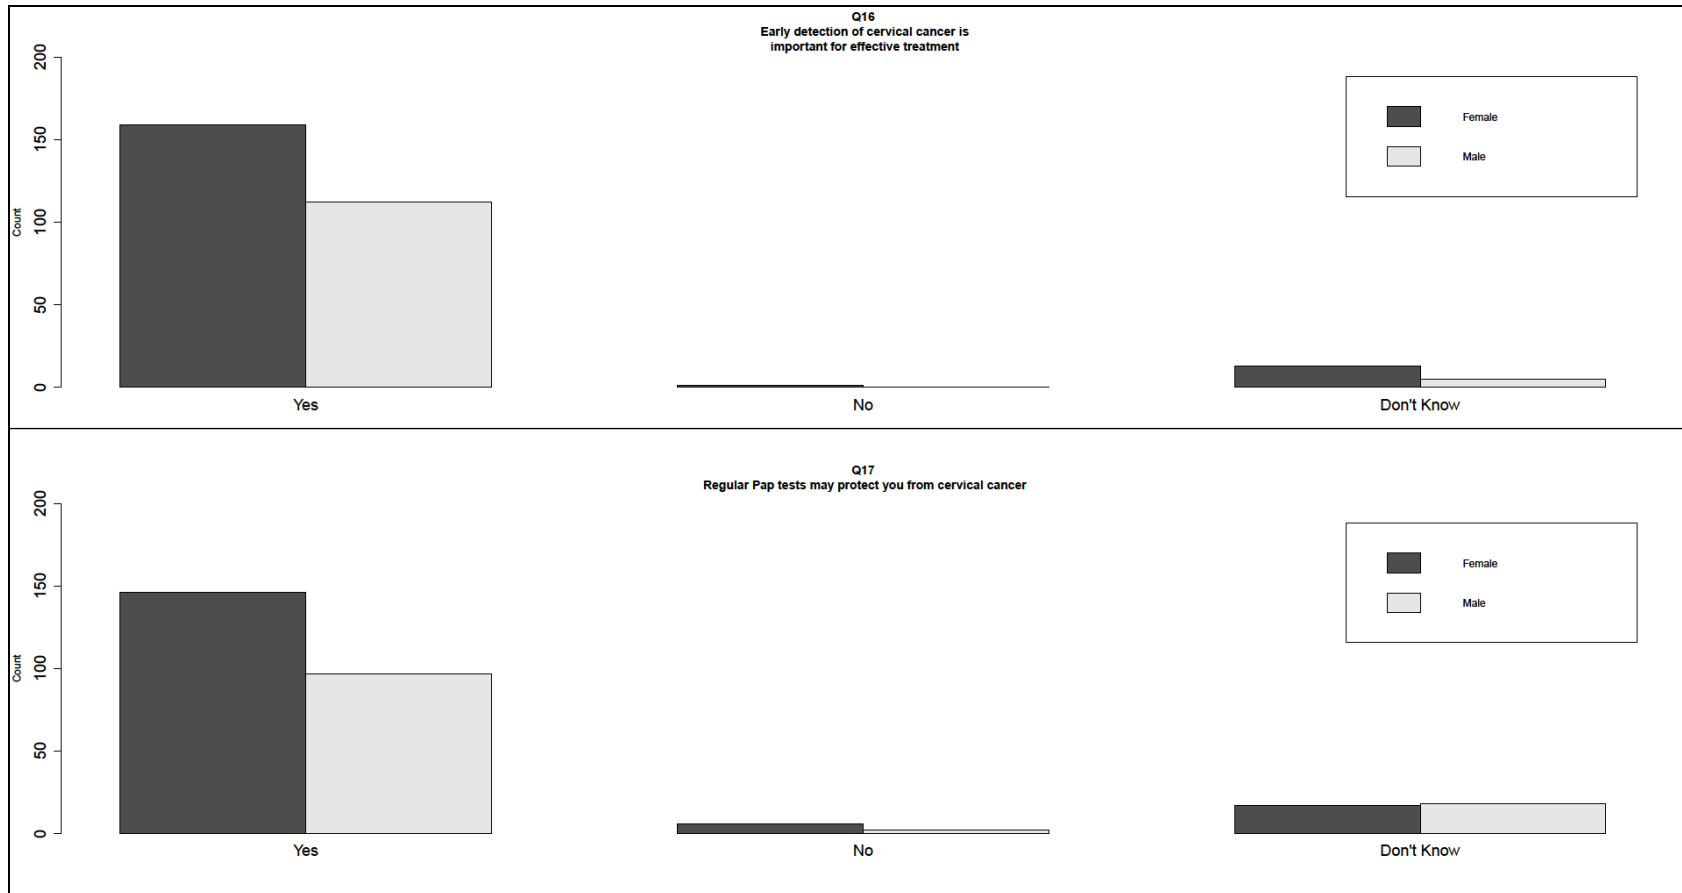 Q16
Early detection of cervical cancer is
important for effective treatment
200
150
100
50
0
Count
Female
Male
Yes
No
Don't Know
Q17
Regular Pap tests may protect you from cervical cancer
200
150
100
50
0
Count
Female
Male
Yes
No
Don't Know